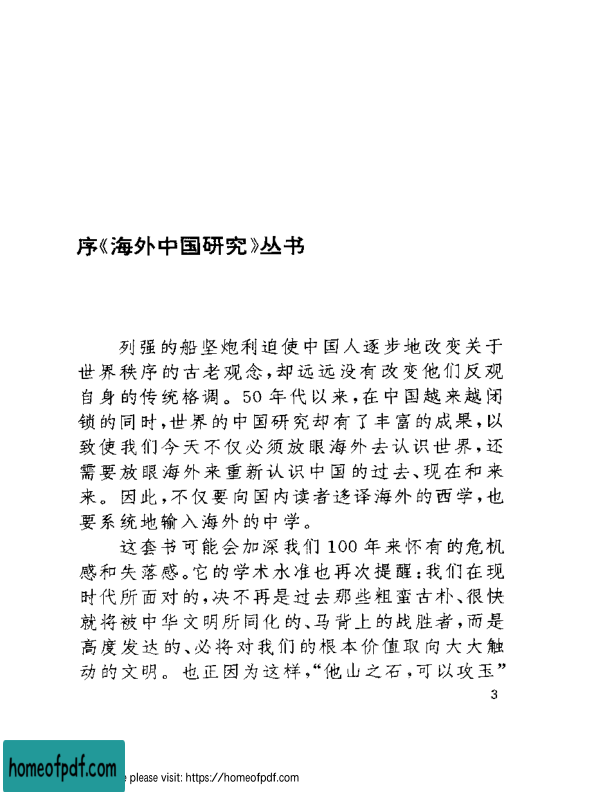 序《海外中国研究》丛书
列强的船坚炮利迫使中国人逐步地改变关于
世界秩序的古老观念，却远远没有改变他们反观
自身的传统格调。50年代以来，在中国越来越闭
锁的同时，世界的中国研究却有了丰富的成果，以
致使我们今天不仅必须放眼海外去认识世界，还
需要放眼海外来重新认识中国的过去、现在和未
来。因此，不仅要向国内读者迻译海外的西学，也
要系统地输入海外的中学。
这套书可能会加深我们100年来怀有的危机
感和失落感。它的学术水准也再次提醒：我们在现
时代所面对的，决不再是过去那些粗蛮古朴、很快
就将被中华文明所同化的、马背上的战胜者，而是
高度发达的、必将对我们的根本价值取向大大触
动的文明。也正因为这样，“他山之石，可以攻玉”
3
homeofpdf.com
e please visit: https://homeofpdf.com